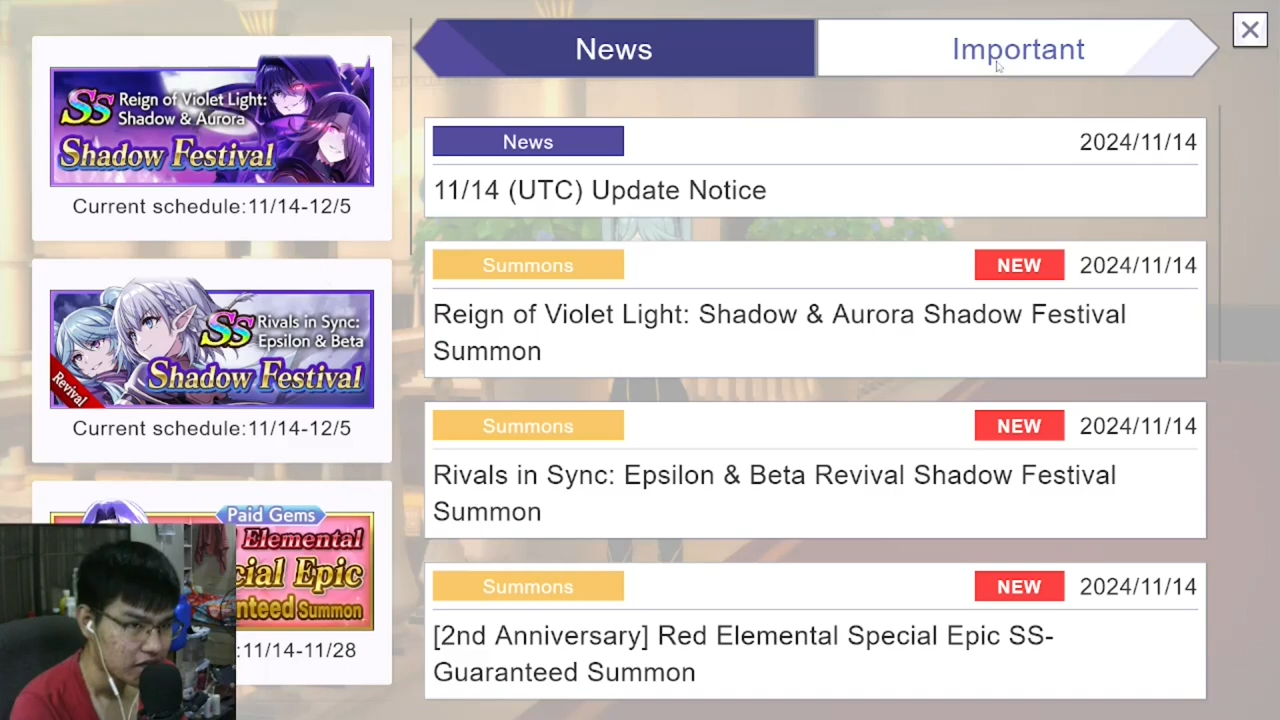 SS Reign of Violet Light:
Shadow & Aurora
Shadow Festival
Current schedule:11/14-12/5
SS Rivals in Sync:
Epsilon & Beta
Shadow Festival
Revival
Current schedule:11/14-12/5
Paid Gems
Elemental
Epic
Summon
:11/14-11/28
News
Important
News
2024/11/14
11/14 (UTC) Update Notice
Summons
NEW
2024/11/14
Reign of Violet Light: Shadow & Aurora Shadow Festival
Summon
Summons
NEW
2024/11/14
Rivals in Sync: Epsilon & Beta Revival Shadow Festival
Summon
Summons
NEW
2024/11/14
[2nd Anniversary] Red Elemental Special Epic SS-
Guaranteed Summon